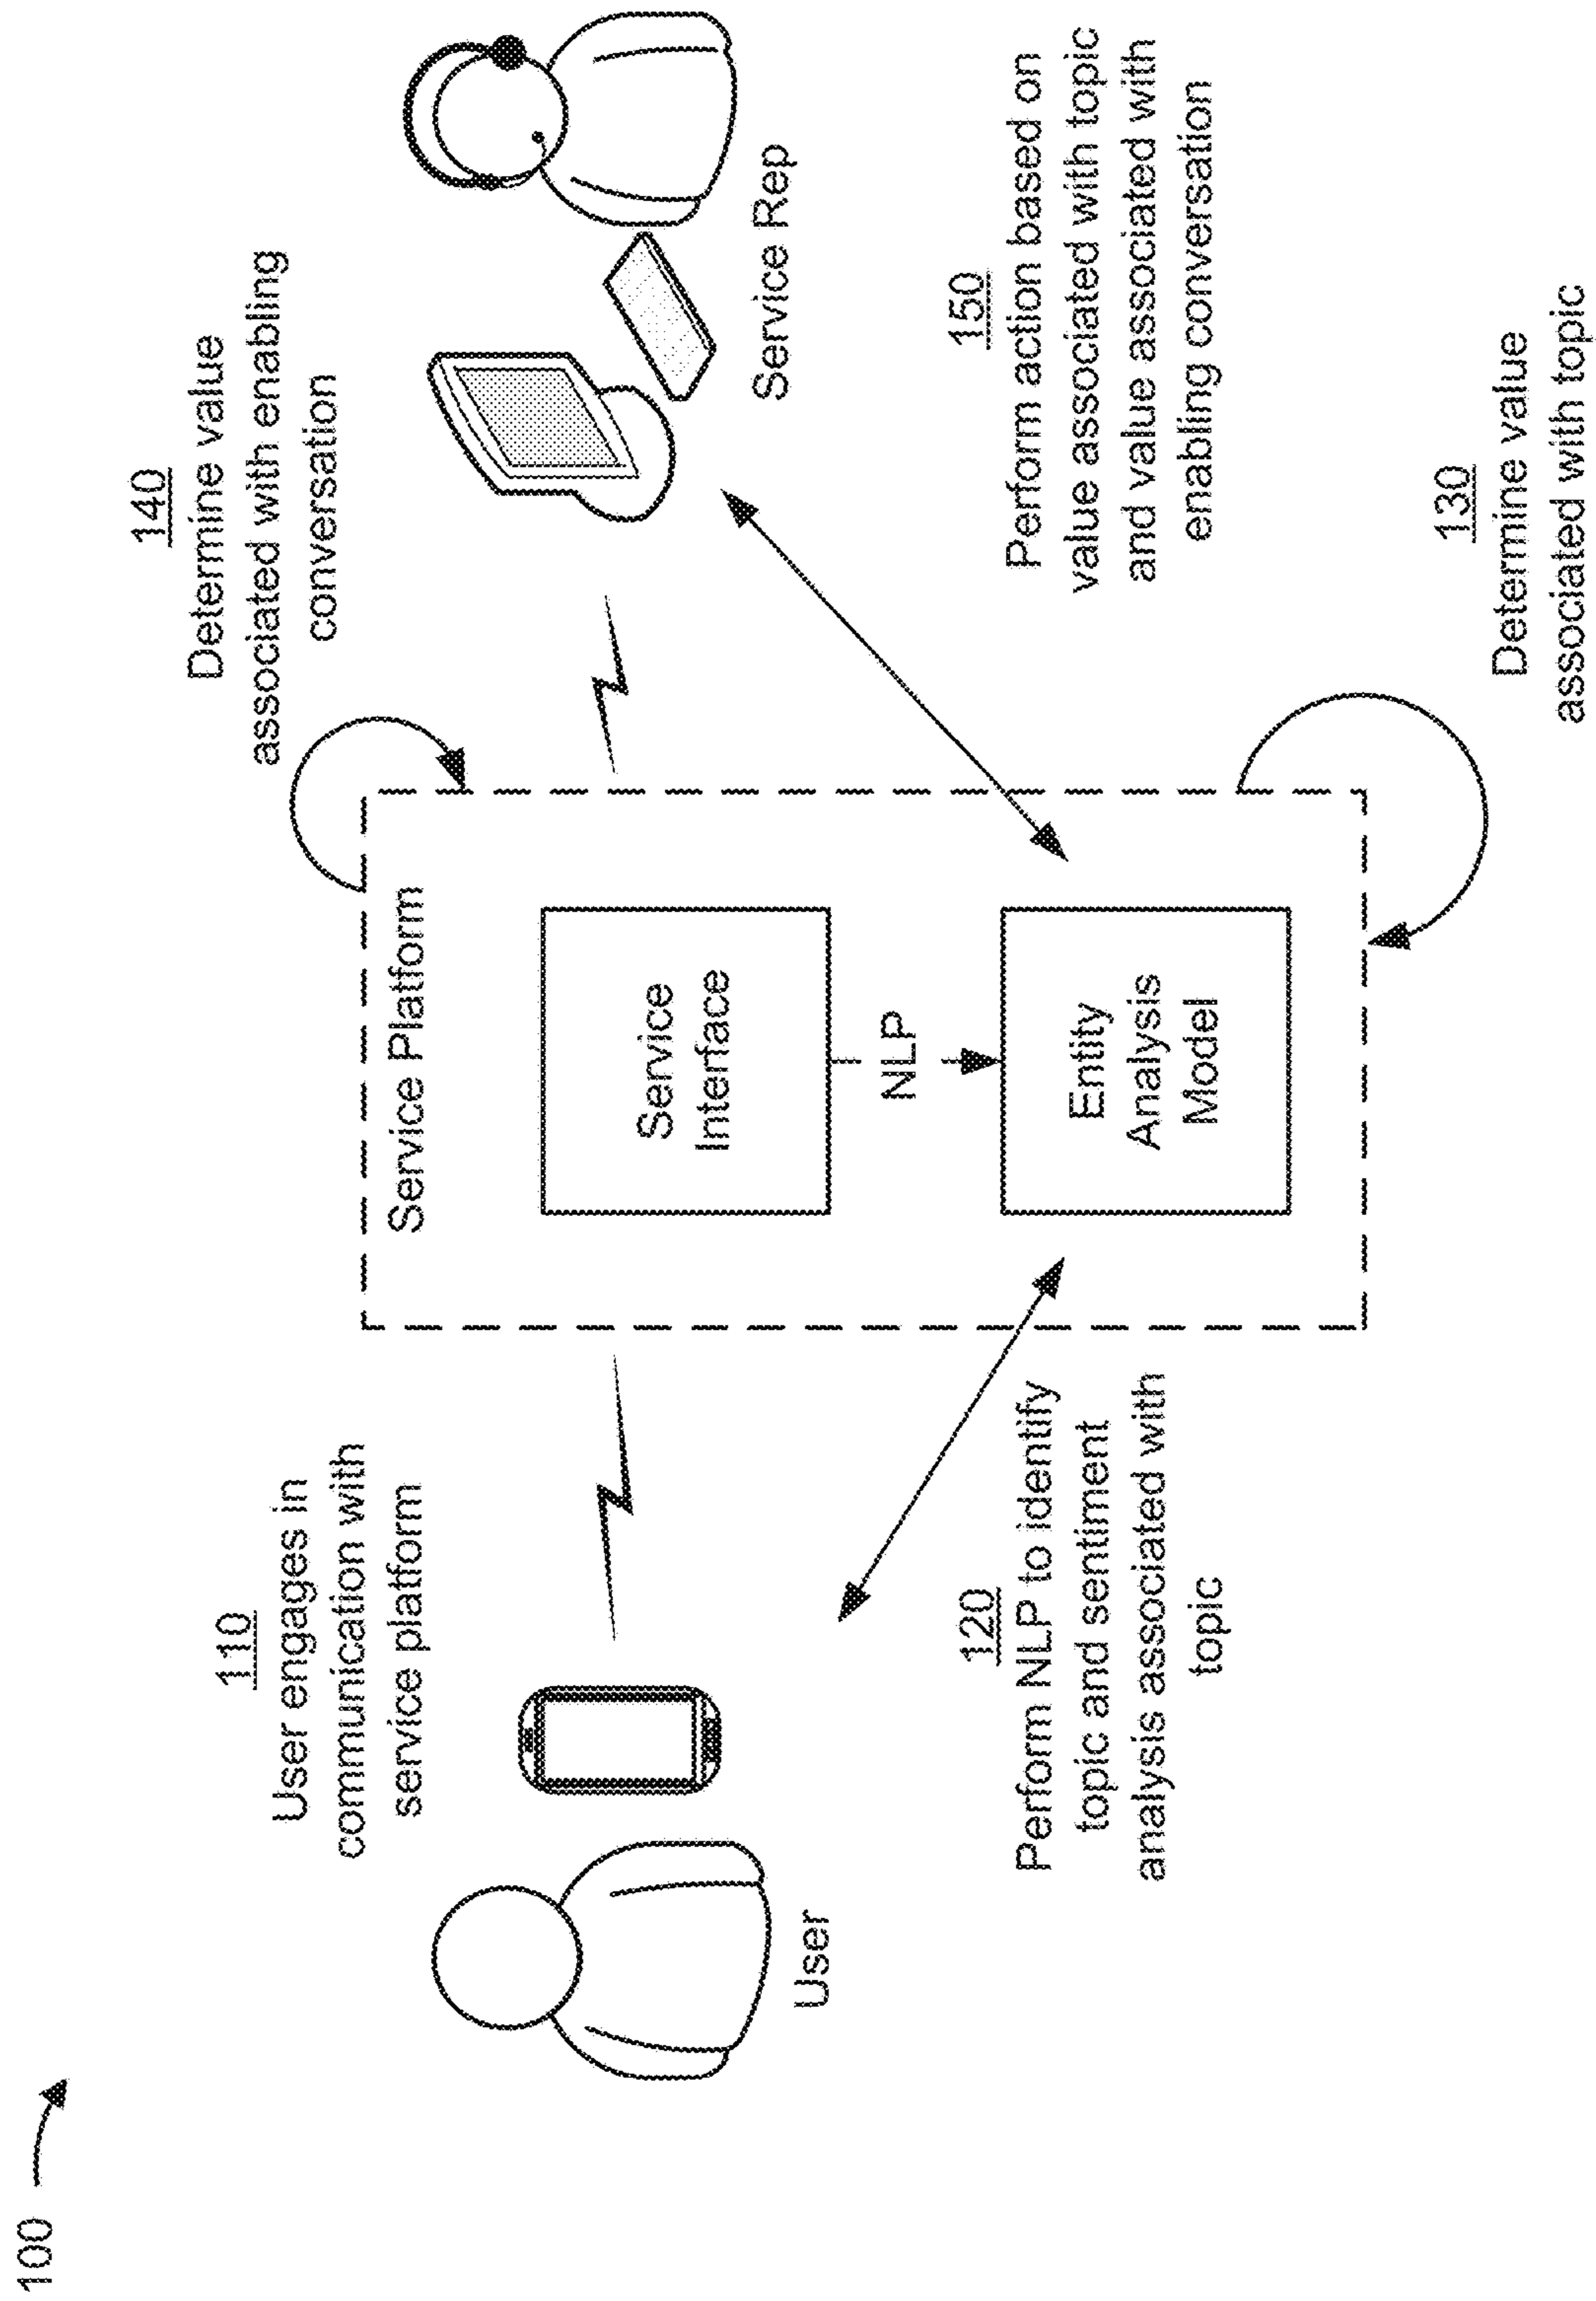 100
110
User engages in
communication with
service platform
User
120
Perform NLP to identify
topic and sentiment
analysis associated with
topic
Service Platform
Service
Interface
NLP
Entity
Analysis
Model
140
Determine value
associated with enabling
conversation
Service Rep
150
Perform action based on
value associated with topic
and value associated with
enabling conversation
130
Determine value
associated with topic